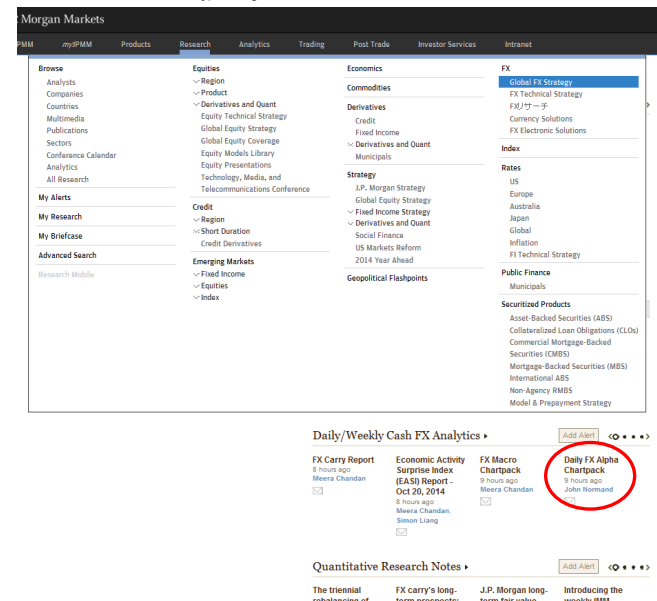 Morgan Markets
PMM myJPMM Products Research Analytics Trading Post Trade Investor Services Intranet
Browse
Analysts
Companies
Countries
Multimedia
Publications
Sectors
Conference Calendar
Analytics
All Research
My Alerts
My Research
My Briefcase
Advanced Search
Research Mobile
Equities
Region
Product
Derivatives and Quant
Equity Technical Strategy
Global Equity Strategy
Global Equity Coverage
Equity Models Library
Equity Presentations
Technology, Media, and
Telecommunications Conference
Credit
Region
Short Duration
Credit Derivatives
Emerging Markets
Fixed Income
Equities
Index
Economics
Commodities
Derivatives
Credit
Fixed Income
Derivatives and Quant
Municipals
Strategy
J.P. Morgan Strategy
Global Equity Strategy
Fixed Income Strategy
Derivatives and Quant
Social Finance
US Markets Reform
2014 Year Ahead
Geopolitical Flashpoints
FX
Global FX Strategy
FX Technical Strategy
FXリサーチ
Currency Solutions
FX Electronic Solutions
Index
Rates
US
Europe
Australia
Japan
Global
Inflation
FI Technical Strategy
Public Finance
Municipals
Securitized Products
Asset-Backed Securities (ABS)
Collateralized Loan Obligations (CLOs)
Commercial Mortgage-Backed
Securities (CMBS)
Mortgage-Backed Securities (MBS)
International ABS
Non-Agency RMBS
Model & Prepayment Strategy
Daily/Weekly Cash FX Analytics
Add Alert
FX Carry Report
8 hours ago
Meera Chandan
Economic Activity
Surprise Index
(EASI) Report -
Oct 20, 2014
8 hours ago
Meera Chandan,
Simon Liang
FX Macro
Chartpack
9 hours ago
Meera Chandan
Daily FX Alpha
Chartpack
9 hours ago
John Normand
Quantitative Research Notes
Add Alert
The triennial
rebalancing of
FX carry's long-
term prospects:
J.P. Morgan long-
term fair value
Introducing the
weekly IMM